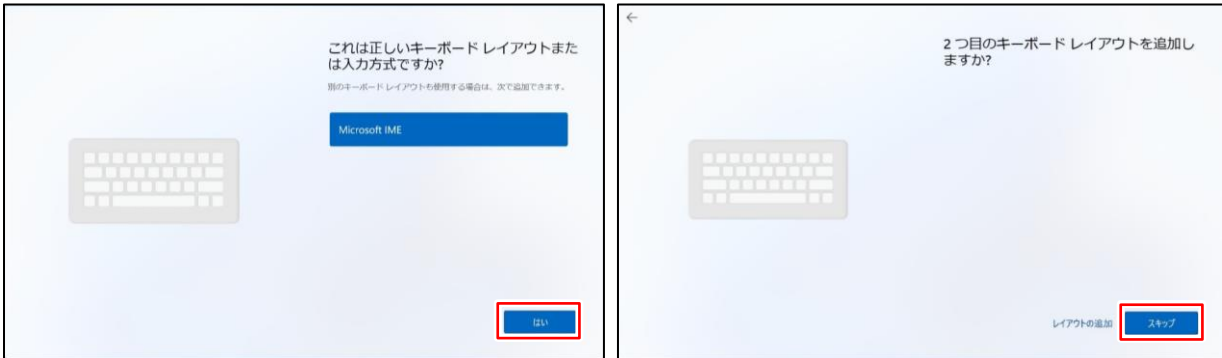 これは正しいキーボード レイアウトまた
は入力方式ですか?
別のキーボード レイアウトも使用する場合は、次で追加できます。
Microsoft IME
はい
2 つ目のキーボード レイアウトを追加し
ますか?
レイアウトの追加
スキップ